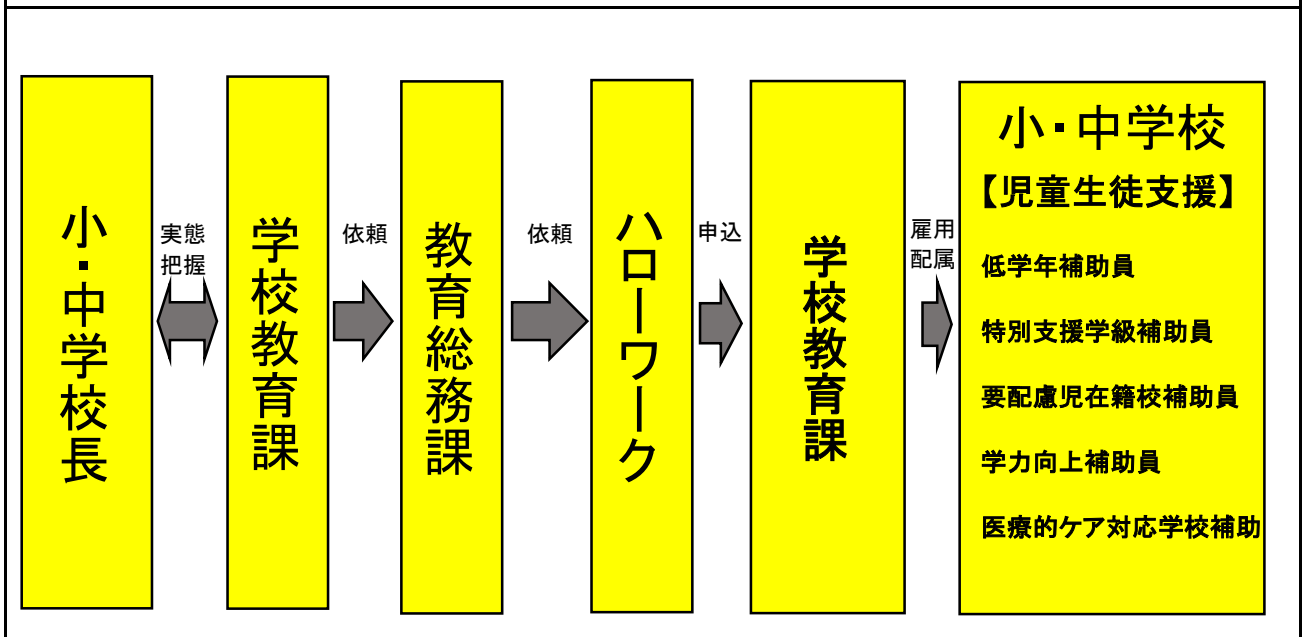 小・中学校長
実態
把握
学校教育課
依頼
教育総務課
依頼
ハローワーク
申込
学校教育課
雇用
配属
小・中学校
【児童生徒支援】
低学年補助員
特別支援学級補助員
要配慮児在籍校補助員
学力向上補助員
医療的ケア対応学校補助